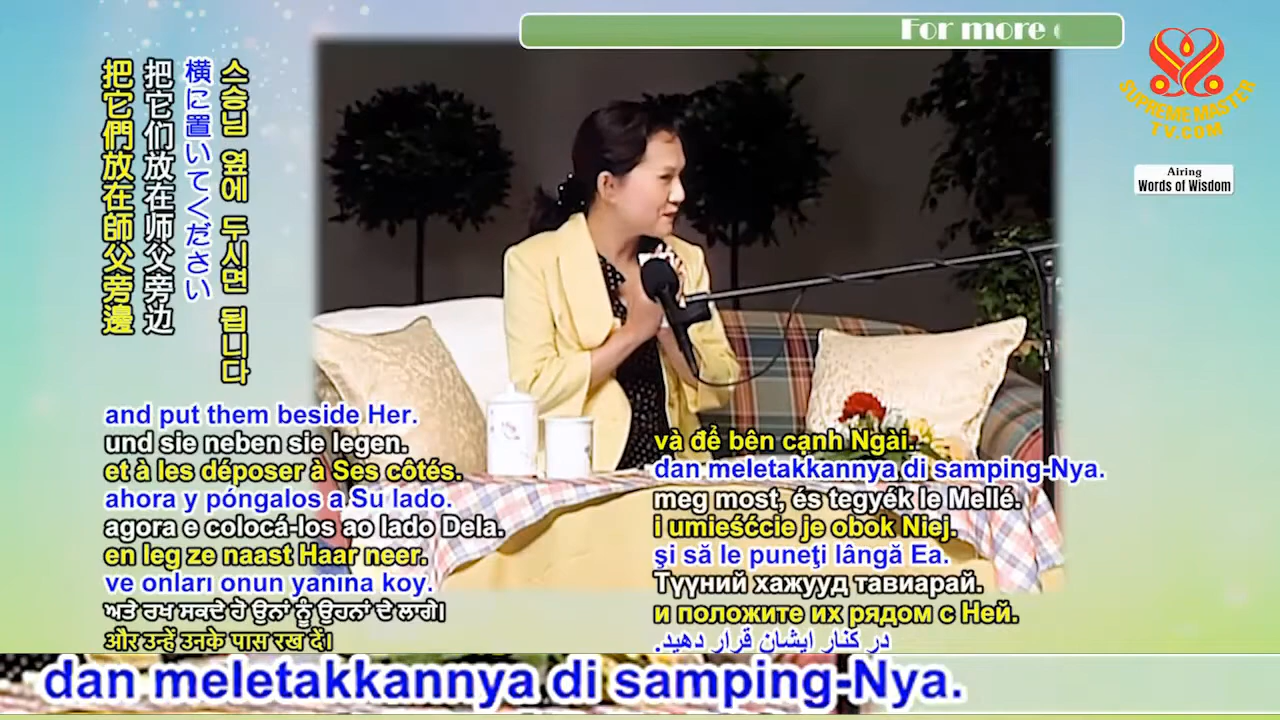 For more
SUPREME MASTER
TV.COM
Airing
Words of Wisdom
스승님 옆에 두시면 됩니다
横に置いてください
把它们放在师父旁边
把它們放在師父旁邊
and put them beside Her.
und sie neben sie legen.
et à les déposer à Ses côtés.
ahora y póngalos a Su lado.
agora e colocá-los ao lado Dela.
en leg ze naast Haar neer.
ve onları onun yanına koy.
ਅਤੇ ਰਖ ਸਕਦੇ ਹੋ ਉਨਾਂ ਨੂੰ ਉਹਨਾਂ ਦੇ ਲਾਗੇ।
और उन्हें उनके पास रख दें।
và để bên cạnh Ngài.
dan meletakkannya di samping-Nya.
meg most, és tegyék le Mellé.
i umieśćcie je obok Niej.
şi să le puneţi lângă Ea.
Түүний хажууд тавиарай.
и положите их рядом с Ней.
در کنار ایشان قرار دهید.
dan meletakkannya di samping-Nya.